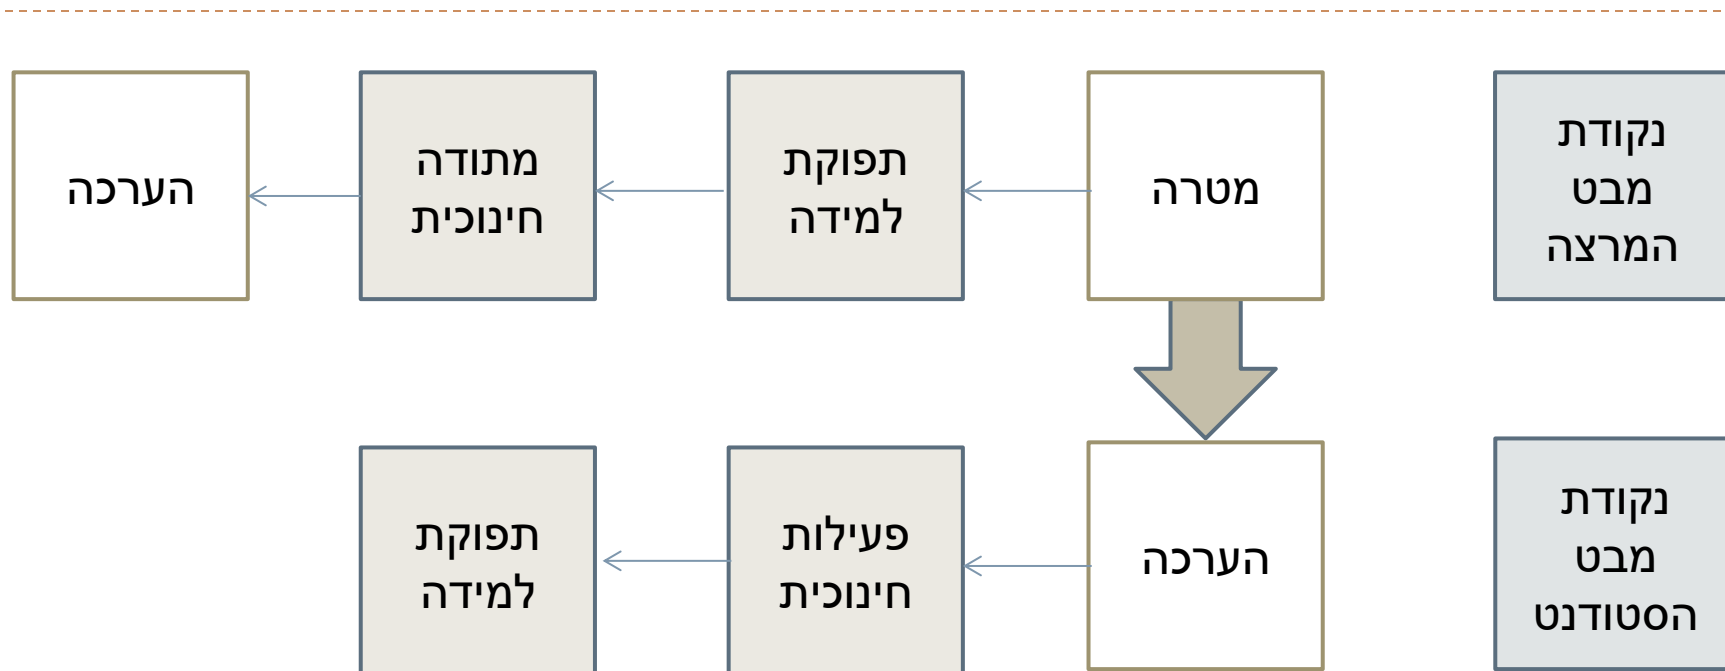 נקודת
מבט
המרצה
מטרה
תפוקת
למידה
מתודה
חינוכית
הערכה
נקודת
מבט
הסטודנט
הערכה
פעילות
חינוכית
תפוקת
למידה